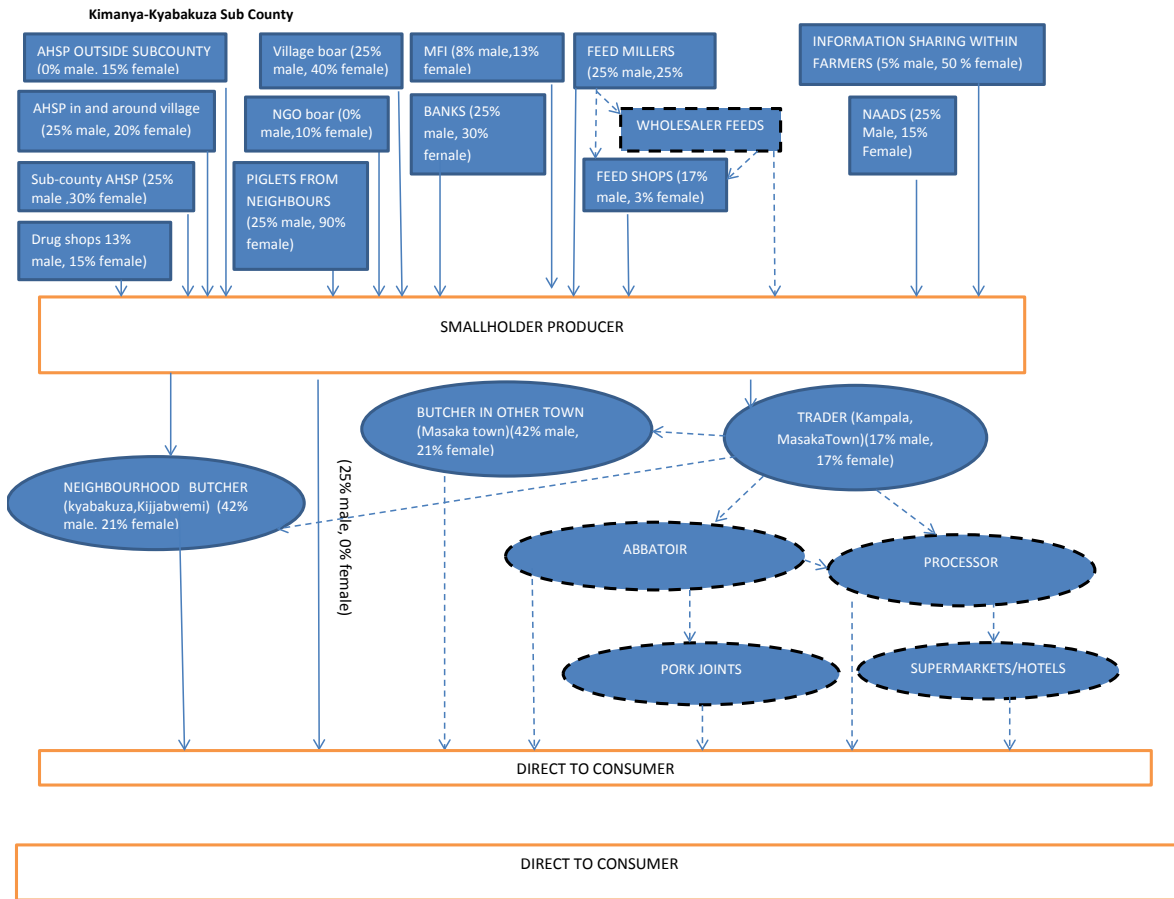 Kimanya-Kyabakuza Sub County
AHSP OUTSIDE SUBCOUNTY
(0% male. 15% female)
AHSP in and around village
(25% male, 20% female)
Sub-county AHSP (25%
male ,30% female)
Drug shops 13%
male, 15% female)
Village boar (25%
male, 40% female)
NGO boar (0%
male,10% female)
PIGLETS FROM
NEIGHBOURS
(25% male, 90%
female)
MFI (8% male,13%
female)
BANKS (25%
male, 30%
female)
FEED MILLERS
(25% male,25%
WHOLESALER FEEDS
FEED SHOPS (17%
male, 3% female)
INFORMATION SHARING WITHIN
FARMERS (5% male, 50 % female)
NAADS (25%
Male, 15%
Female)
SMALLHOLDER PRODUCER
BUTCHER IN OTHER TOWN
(Masaka town)(42% male,
21% female)
TRADER (Kampala,
MasakaTown)(17% male,
17% female)
NEIGHBOURHOOD BUTCHER
(kyabakuza,Kijjabwemi) (42%
male. 21% female)
(25% male, 0% female)
ABBATOIR
PROCESSOR
PORK JOINTS
SUPERMARKETS/HOTELS
DIRECT TO CONSUMER
DIRECT TO CONSUMER